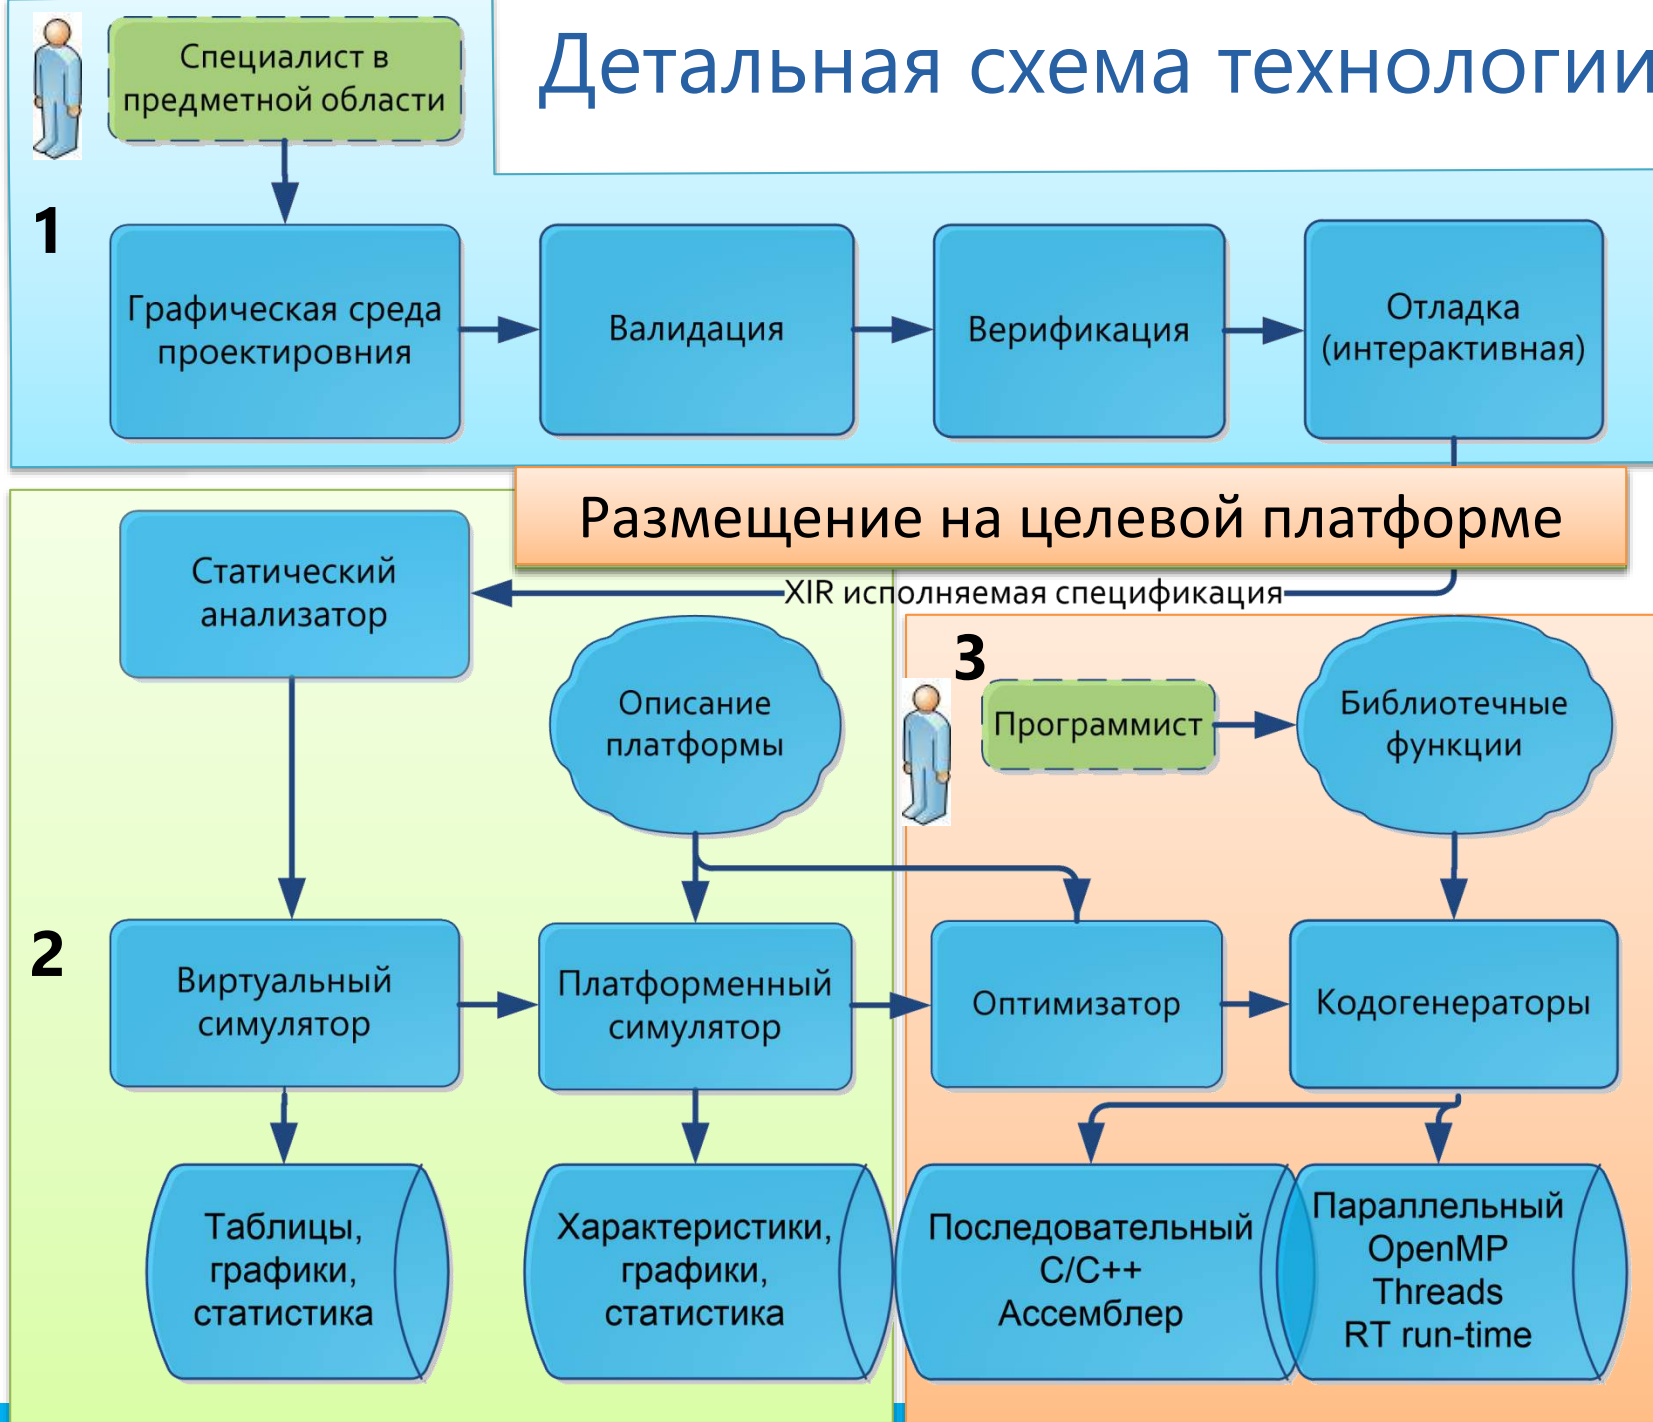 Детальная схема технологии
Специалист в
предметной области
1
Графическая среда
проектировния
Валидация
Верификация
Отладка
(интерактивная)
Размещение на целевой платформе
XIR исполняемая спецификация
Статический
анализатор
Описание
платформы
3
Программист
Библиотечные
функции
2
Виртуальный
симулятор
Платформенный
симулятор
Оптимизатор
Кодогенераторы
Таблицы,
графики,
статистика
Характеристики,
графики,
статистика
Последовательный
C/C++
Ассемблер
Параллельный
OpenMP
Threads
RT run-time